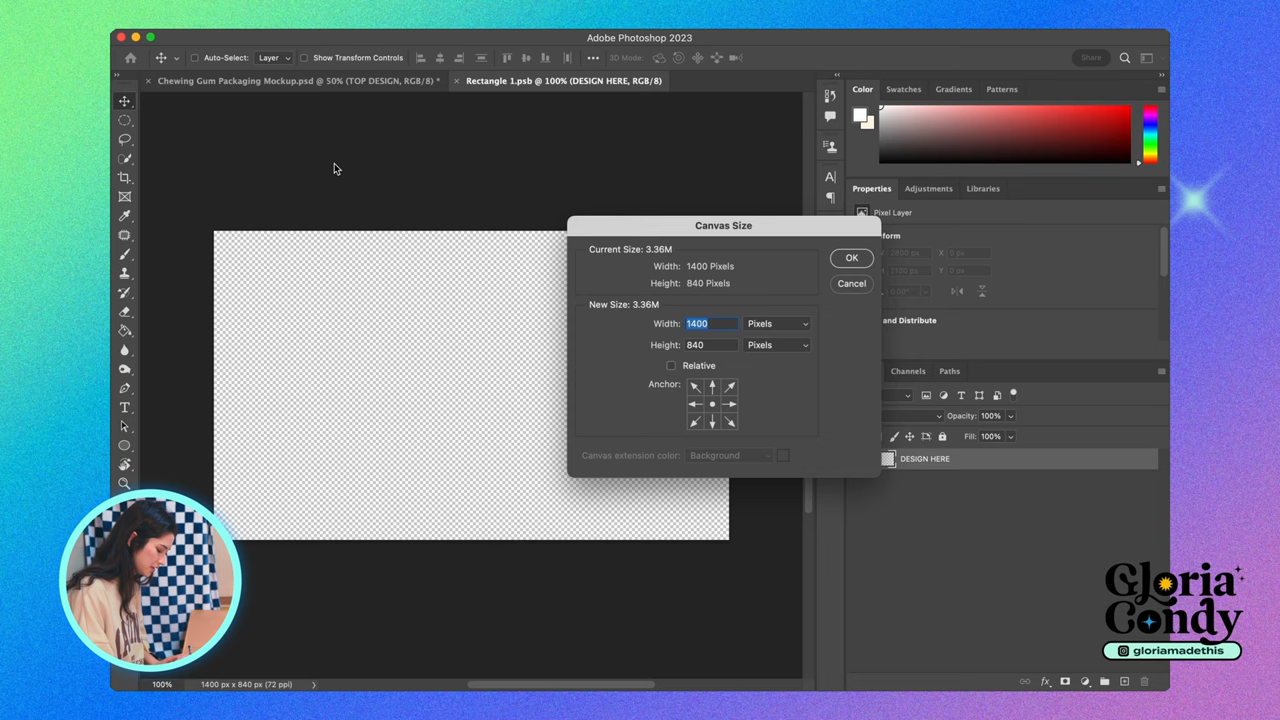 Adobe Photoshop 2023
Auto-Select: Layer Show Transform Controls 3D Mode: Share
Chewing Gum Packaging Mockup.psd @ 50% (TOP DESIGN, RGB/8) *
Rectangle 1.psb @ 100% (DESIGN HERE, RGB/8)
Color Swatches Gradients Patterns
Properties Adjustments Libraries
Pixel Layer
Canvas Size
Current Size: 3.36M
Width: 1400 Pixels
Height: 840 Pixels
OK
Cancel
New Size: 3.36M
Width: 1400 Pixels
Height: 840 Pixels
Relative
Anchor:
Canvas extension color: Background
and Distribute
Channels Paths
Opacity: 100%
Fill: 100%
DESIGN HERE
100% 1400 px x 840 px (72 ppi)
Gloria
Condy
gloriamadethis